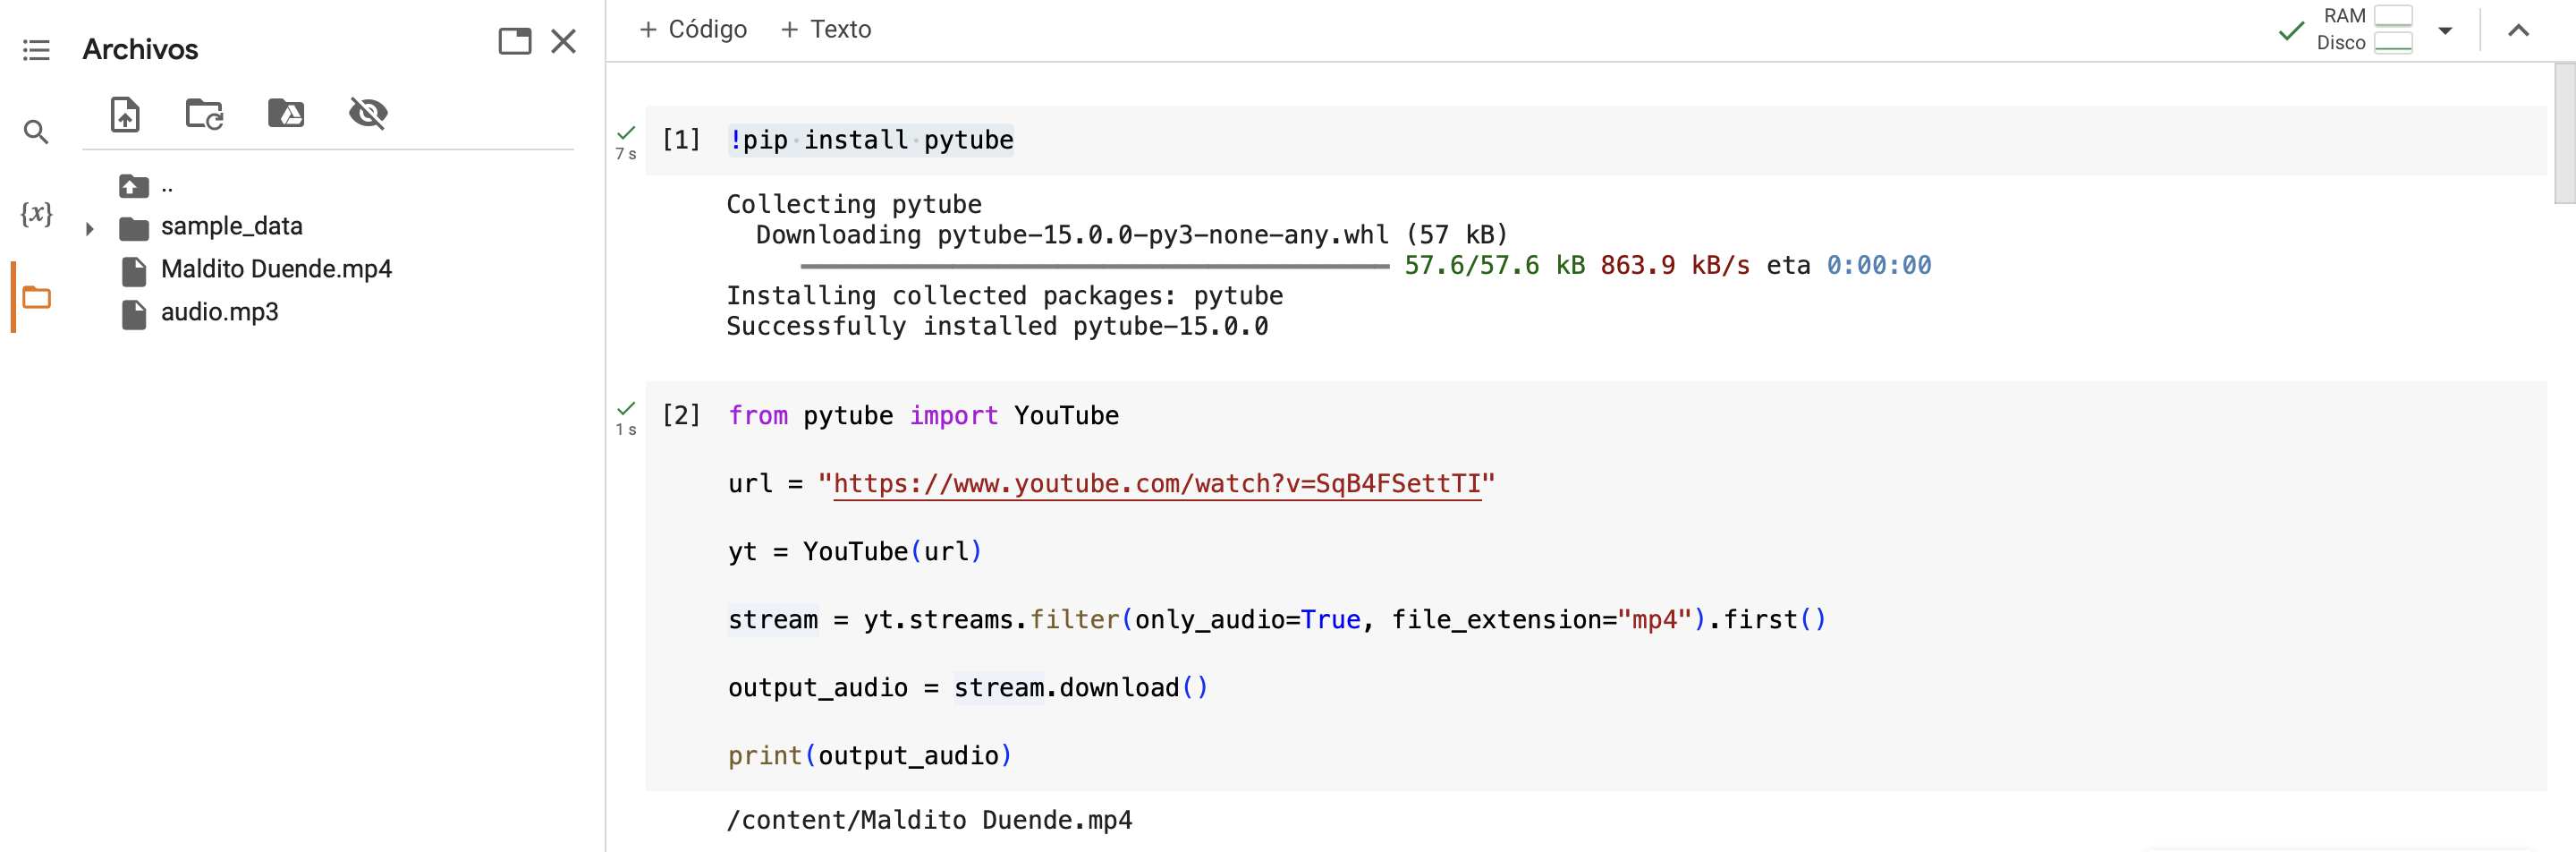 Archivos
..
sample_data
Maldito Duende.mp4
audio.mp3
{x}
+ Código + Texto
RAM
Disco
7 s
[1] !pip install pytube
Collecting pytube
Downloading pytube-15.0.0-py3-none-any.whl (57 kB)
57.6/57.6 kB 863.9 kB/s eta 0:00:00
Installing collected packages: pytube
Successfully installed pytube-15.0.0
1 s
[2] from pytube import YouTube
url = "https://www.youtube.com/watch?v=SqB4FSettTI"
yt = YouTube(url)
stream = yt.streams.filter(only_audio=True, file_extension="mp4").first()
output_audio = stream.download()
print(output_audio)
/content/Maldito Duende.mp4